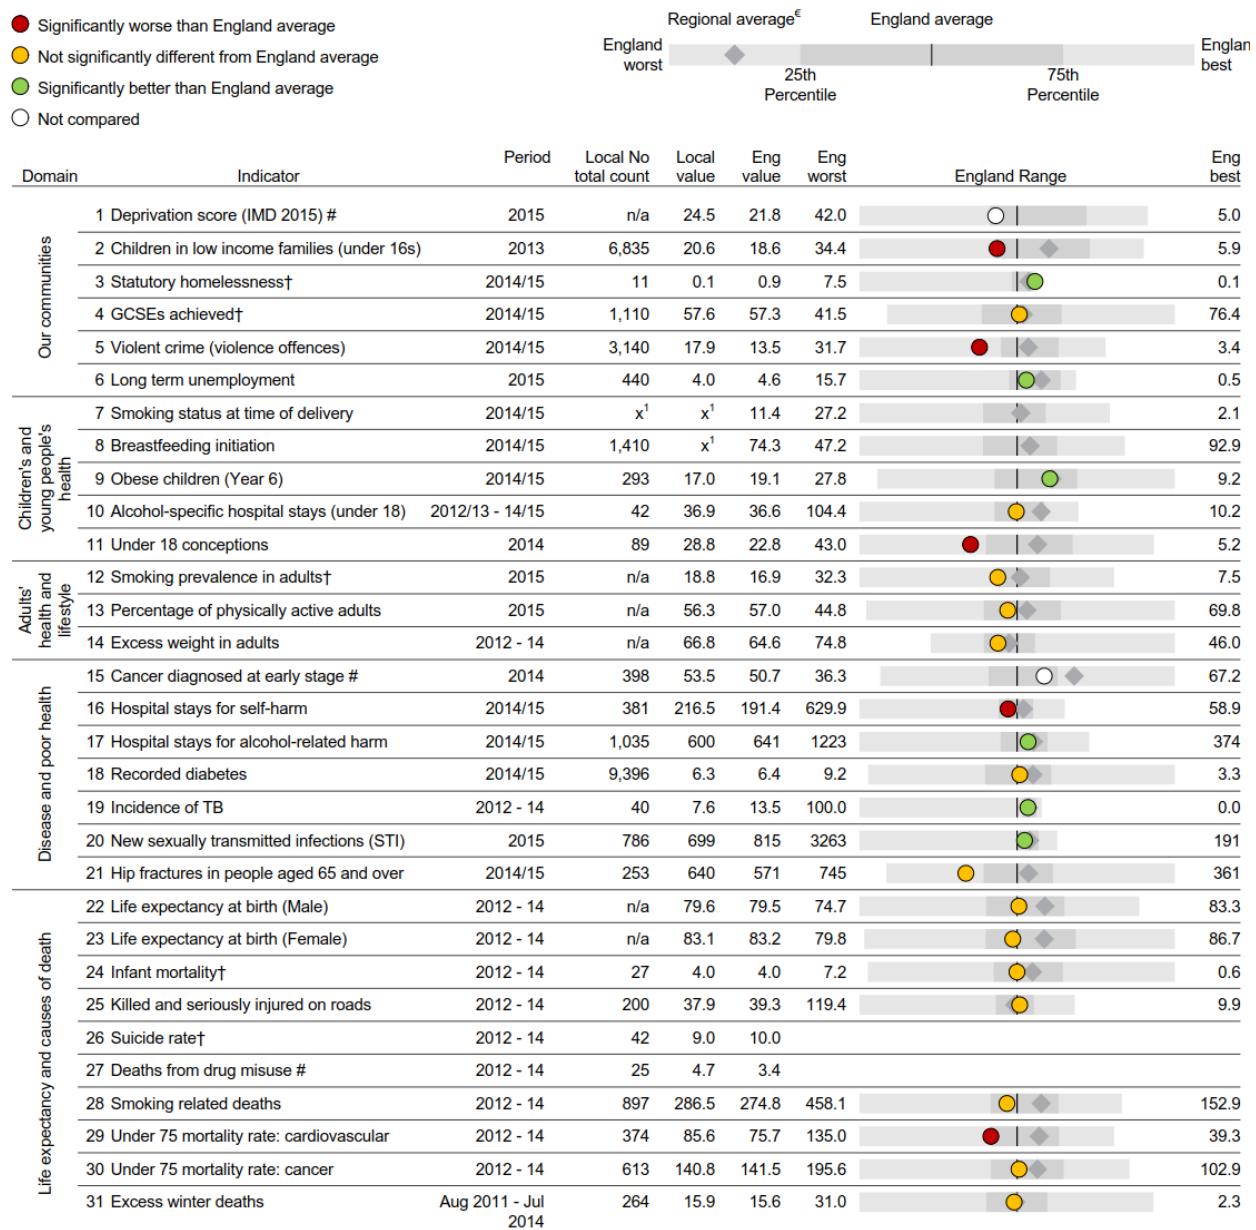 Significantly worse than England average
Not significantly different from England average
Significantly better than England average
Not compared
Regional average€ England average
England worst
England best
25th Percentile
75th Percentile
Domain Indicator Period Local No total count Local value Eng value Eng worst England Range Eng best
Our communities
1 Deprivation score (IMD 2015) # 2015 n/a 24.5 21.8 42.0 5.0
2 Children in low income families (under 16s) 2013 6,835 20.6 18.6 34.4 5.9
3 Statutory homelessness† 2014/15 11 0.1 0.9 7.5 0.1
4 GCSEs achieved† 2014/15 1,110 57.6 57.3 41.5 76.4
5 Violent crime (violence offences) 2014/15 3,140 17.9 13.5 31.7 3.4
6 Long term unemployment 2015 440 4.0 4.6 15.7 0.5
Children's and young people's health
7 Smoking status at time of delivery 2014/15 x¹ x¹ 11.4 27.2 2.1
8 Breastfeeding initiation 2014/15 1,410 x¹ 74.3 47.2 92.9
9 Obese children (Year 6) 2014/15 293 17.0 19.1 27.8 9.2
10 Alcohol-specific hospital stays (under 18) 2012/13 - 14/15 42 36.9 36.6 104.4 10.2
11 Under 18 conceptions 2014 89 28.8 22.8 43.0 5.2
Adults' health and lifestyle
12 Smoking prevalence in adults† 2015 n/a 18.8 16.9 32.3 7.5
13 Percentage of physically active adults 2015 n/a 56.3 57.0 44.8 69.8
14 Excess weight in adults 2012 - 14 n/a 66.8 64.6 74.8 46.0
Disease and poor health
15 Cancer diagnosed at early stage # 2014 398 53.5 50.7 36.3 67.2
16 Hospital stays for self-harm 2014/15 381 216.5 191.4 629.9 58.9
17 Hospital stays for alcohol-related harm 2014/15 1,035 600 641 1223 374
18 Recorded diabetes 2014/15 9,396 6.3 6.4 9.2 3.3
19 Incidence of TB 2012 - 14 40 7.6 13.5 100.0 0.0
20 New sexually transmitted infections (STI) 2015 786 699 815 3263 191
21 Hip fractures in people aged 65 and over 2014/15 253 640 571 745 361
Life expectancy and causes of death
22 Life expectancy at birth (Male) 2012 - 14 n/a 79.6 79.5 74.7 83.3
23 Life expectancy at birth (Female) 2012 - 14 n/a 83.1 83.2 79.8 86.7
24 Infant mortality† 2012 - 14 27 4.0 4.0 7.2 0.6
25 Killed and seriously injured on roads 2012 - 14 200 37.9 39.3 119.4 9.9
26 Suicide rate† 2012 - 14 42 9.0 10.0
27 Deaths from drug misuse # 2012 - 14 25 4.7 3.4
28 Smoking related deaths 2012 - 14 897 286.5 274.8 458.1 152.9
29 Under 75 mortality rate: cardiovascular 2012 - 14 374 85.6 75.7 135.0 39.3
30 Under 75 mortality rate: cancer 2012 - 14 613 140.8 141.5 195.6 102.9
31 Excess winter deaths Aug 2011 - Jul 2014 264 15.9 15.6 31.0 2.3